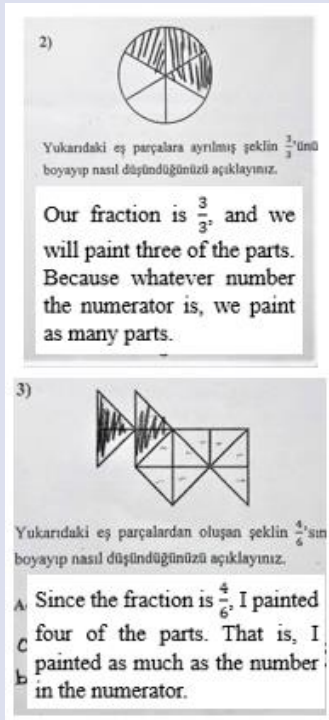 2)
Yukarıdaki eş parçalara ayrılmış şeklin 3/3'ünü
boyayıp nasıl düşündüğünüzü açıklayınız.
Our fraction is 3/3, and we
will paint three of the parts.
Because whatever number
the numerator is, we paint
as many parts.
3)
Yukarıdaki eş parçalardan oluşan şeklin 4/6'sın
boyayıp nasıl düşündüğünüzü açıklayınız.
Since the fraction is 4/6, I painted
four of the parts. That is, I
painted as much as the number
in the numerator.